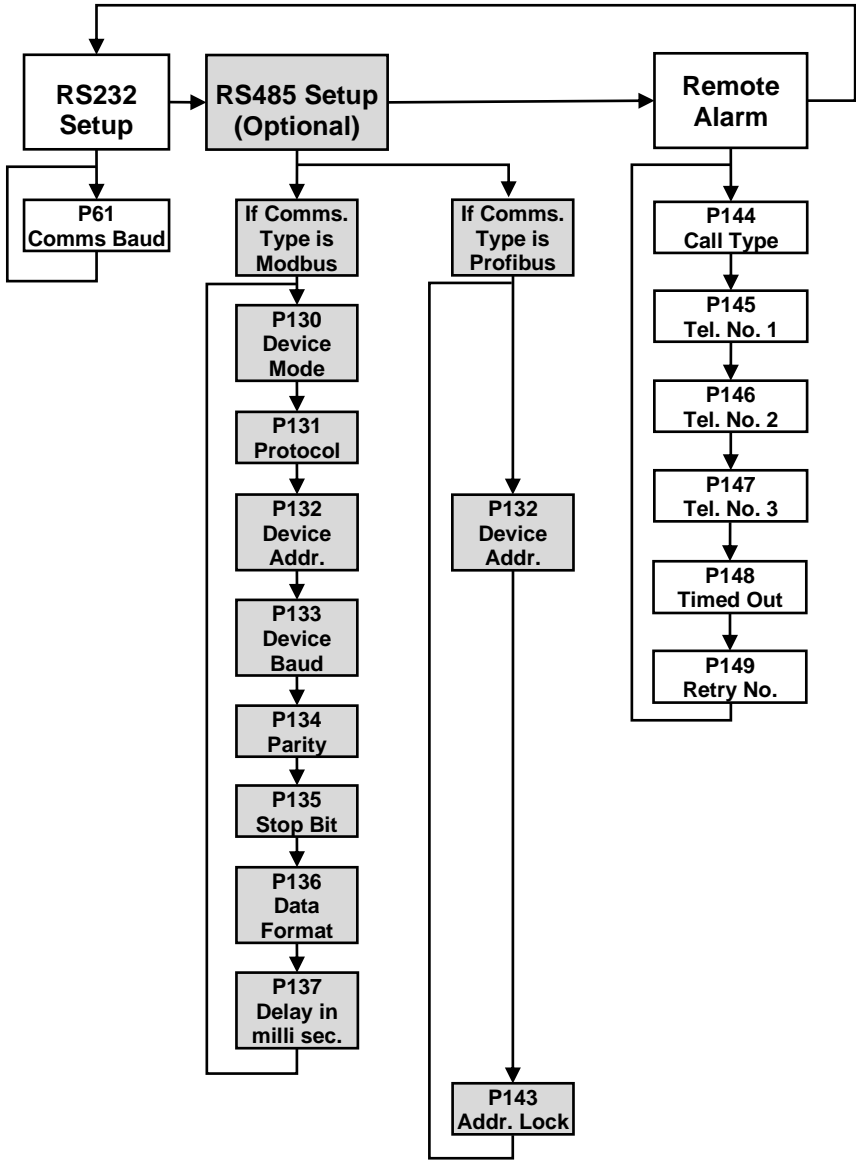 RS232
Setup
RS485 Setup
(Optional)
Remote
Alarm
P61
Comms Baud
If Comms.
Type is
Modbus
P130
Device
Mode
P131
Protocol
P132
Device
Addr.
P133
Device
Baud
P134
Parity
P135
Stop Bit
P136
Data
Format
P137
Delay in
milli sec.
If Comms.
Type is
Profibus
P132
Device
Addr.
P143
Addr. Lock
P144
Call Type
P145
Tel. No. 1
P146
Tel. No. 2
P147
Tel. No. 3
P148
Timed Out
P149
Retry No.